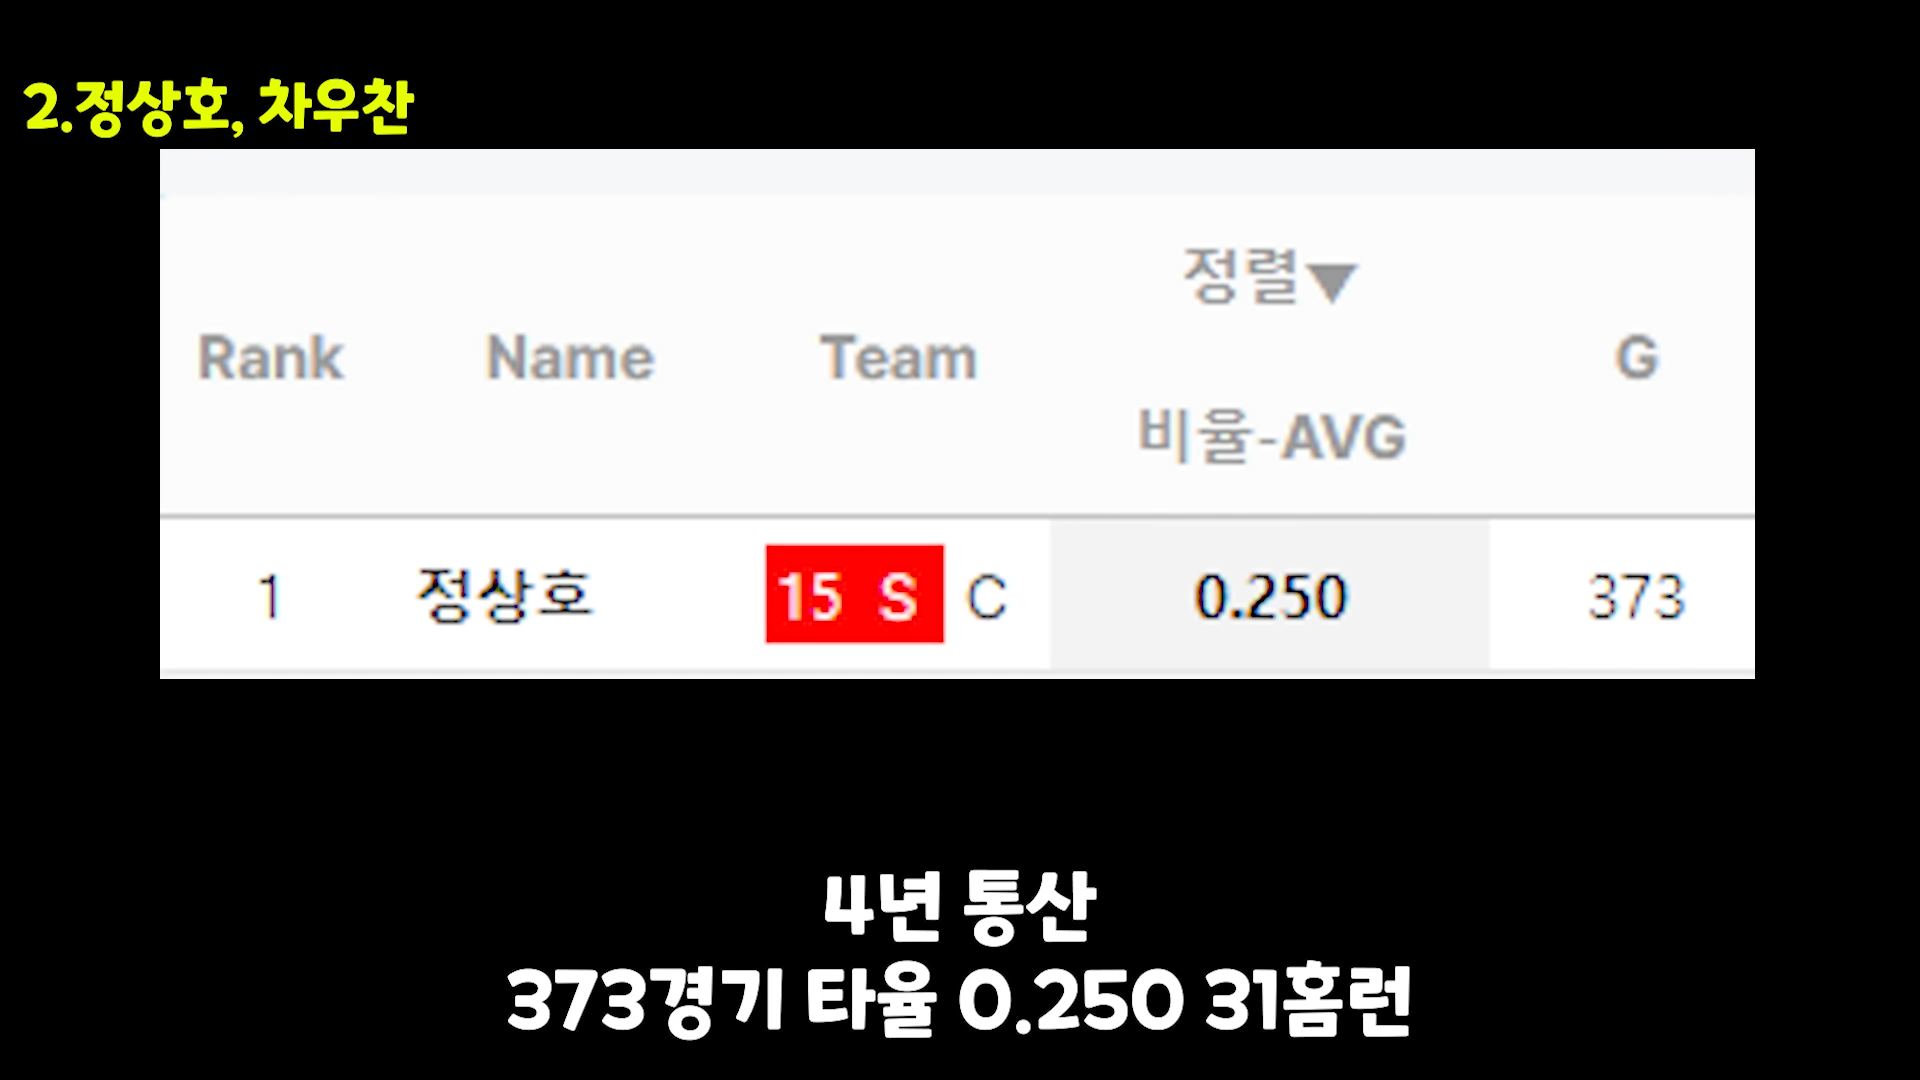 2.정상호, 차우찬
정렬▼
Rank Name Team G
비율-AVG
1 정상호 15 S C 0.250 373
4년 통산
373경기 타율 0.250 31홈런